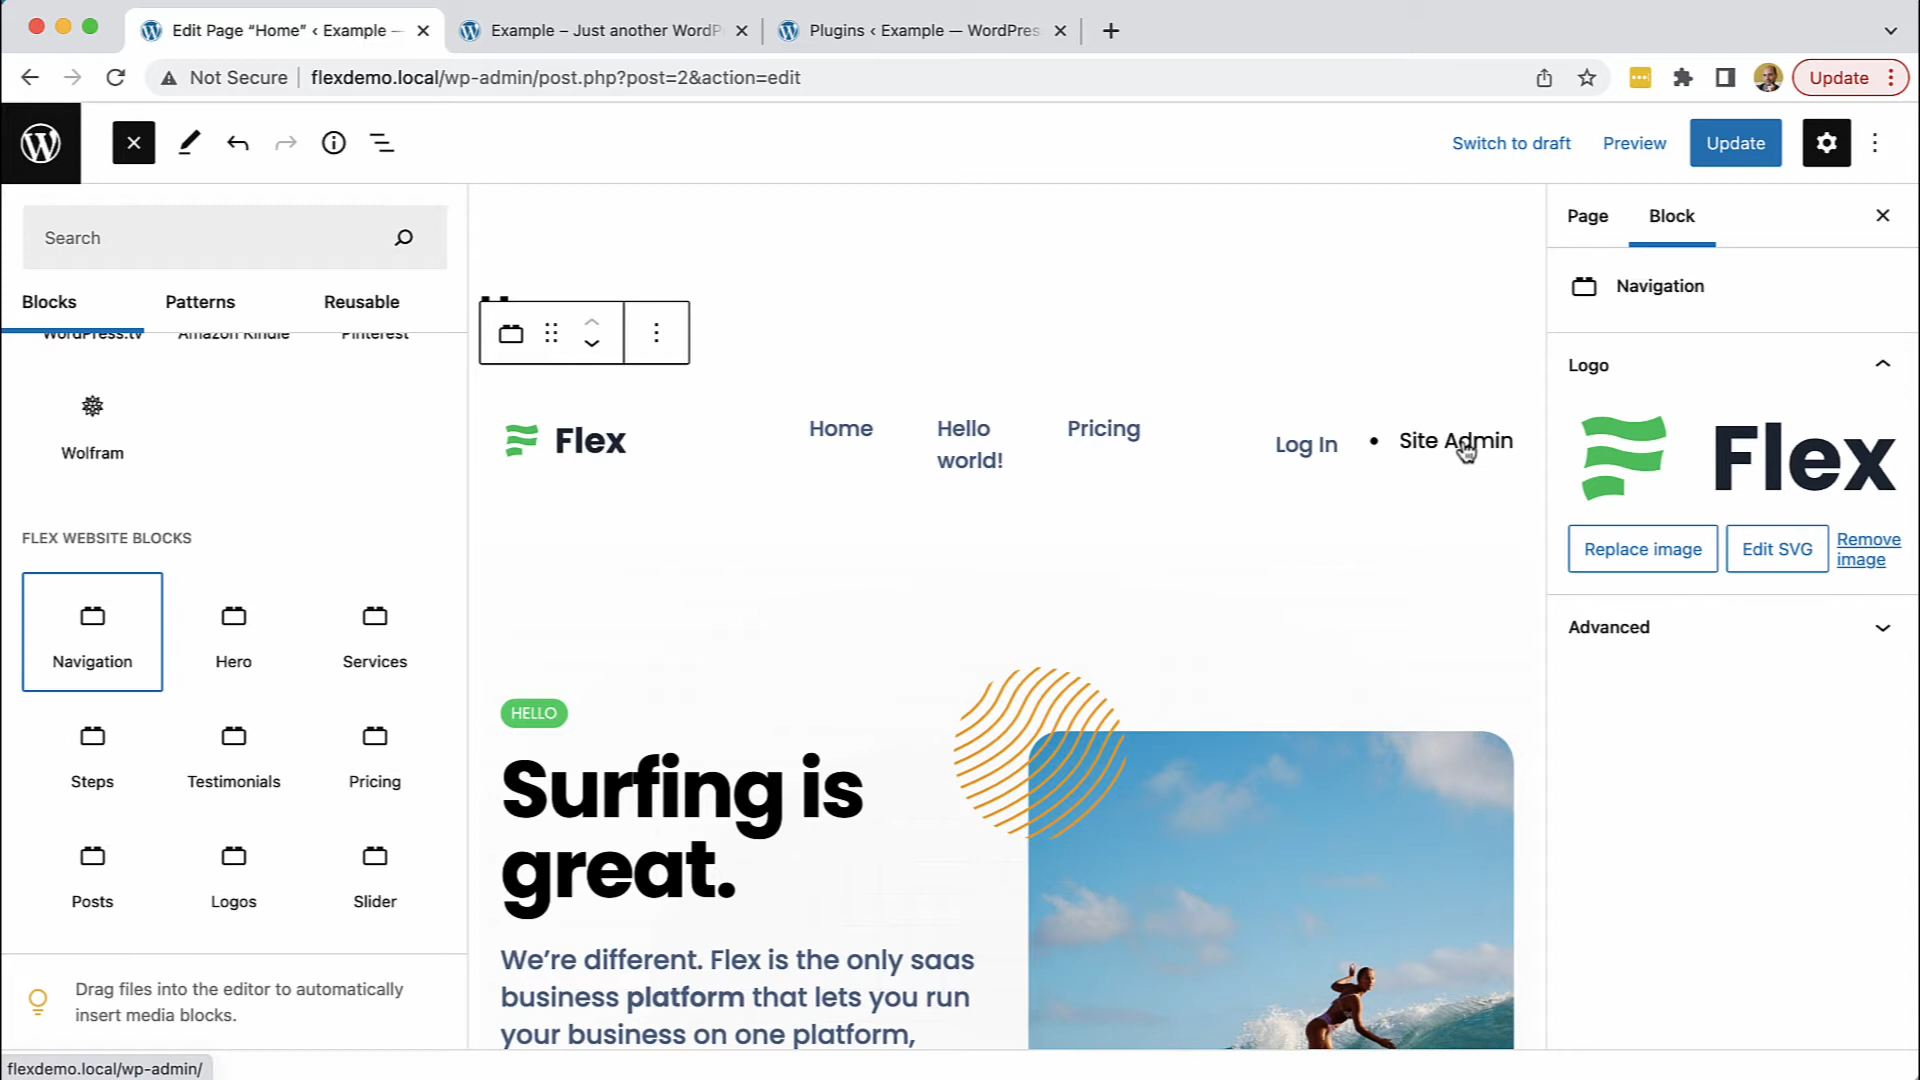 Edit Page “Home” ‹ Example —
Example – Just another WordP
Plugins ‹ Example — WordPres
Not Secure
flexdemo.local/wp-admin/post.php?post=2&action=edit
Update
Switch to draft
Preview
Update
Search
Blocks
Patterns
Reusable
WordPress.tv
Amazon Kindle
Pinterest
Wolfram
FLEX WEBSITE BLOCKS
Navigation
Hero
Services
Steps
Testimonials
Pricing
Posts
Logos
Slider
Drag files into the editor to automatically
insert media blocks.
flexdemo.local/wp-admin/
Flex
Home
Hello
world!
Pricing
Log In
• Site Admin
HELLO
Surfing is
great.
We’re different. Flex is the only saas
business platform that lets you run
your business on one platform,
Page
Block
Navigation
Logo
Flex
Replace image
Edit SVG
Remove
image
Advanced